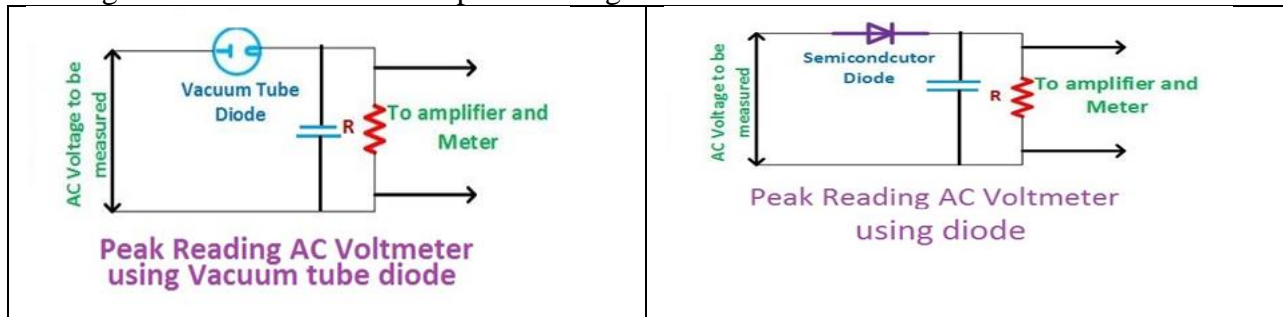 AC Voltage to be
measured
Vacuum Tube
Diode
R
To amplifier and
Meter
Peak Reading AC Voltmeter
using Vacuum tube diode
AC Voltage to be
measured
Semicondcutor
Diode
R
To amplifier and
Meter
Peak Reading AC Voltmeter
using diode